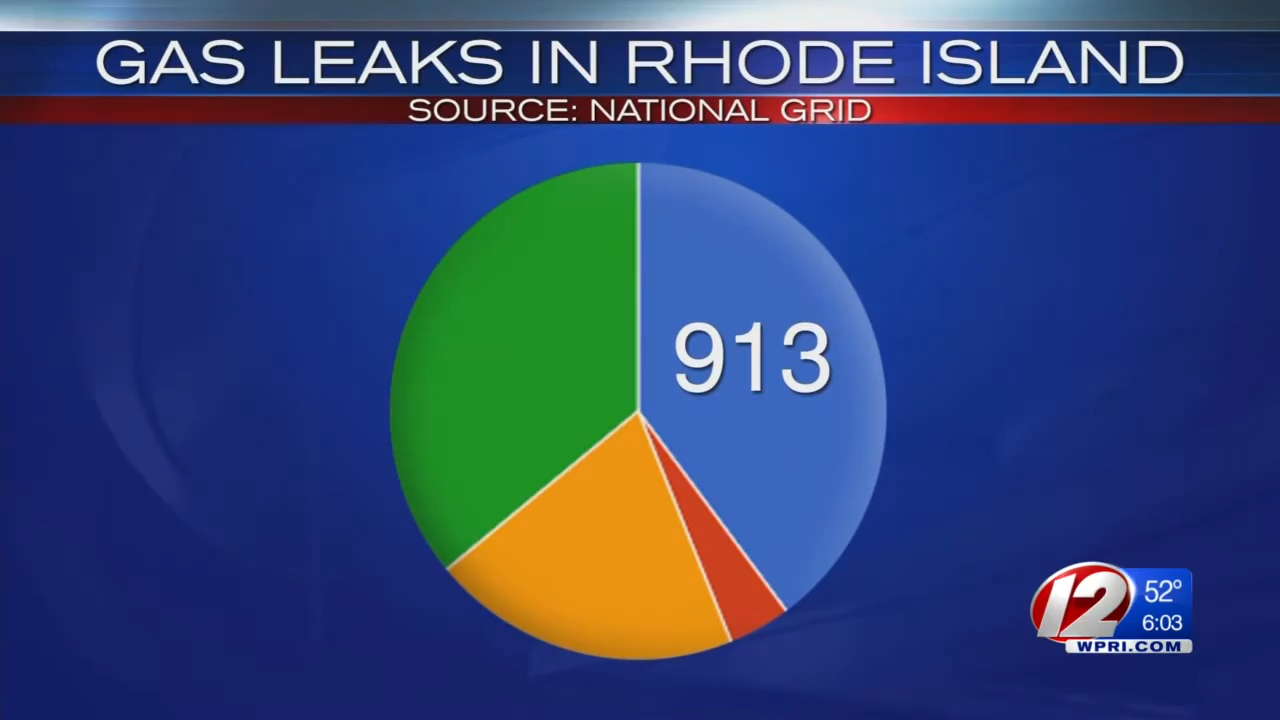 GAS LEAKS IN RHODE ISLAND
SOURCE: NATIONAL GRID
913
12
52°
6:03
WPRI.COM